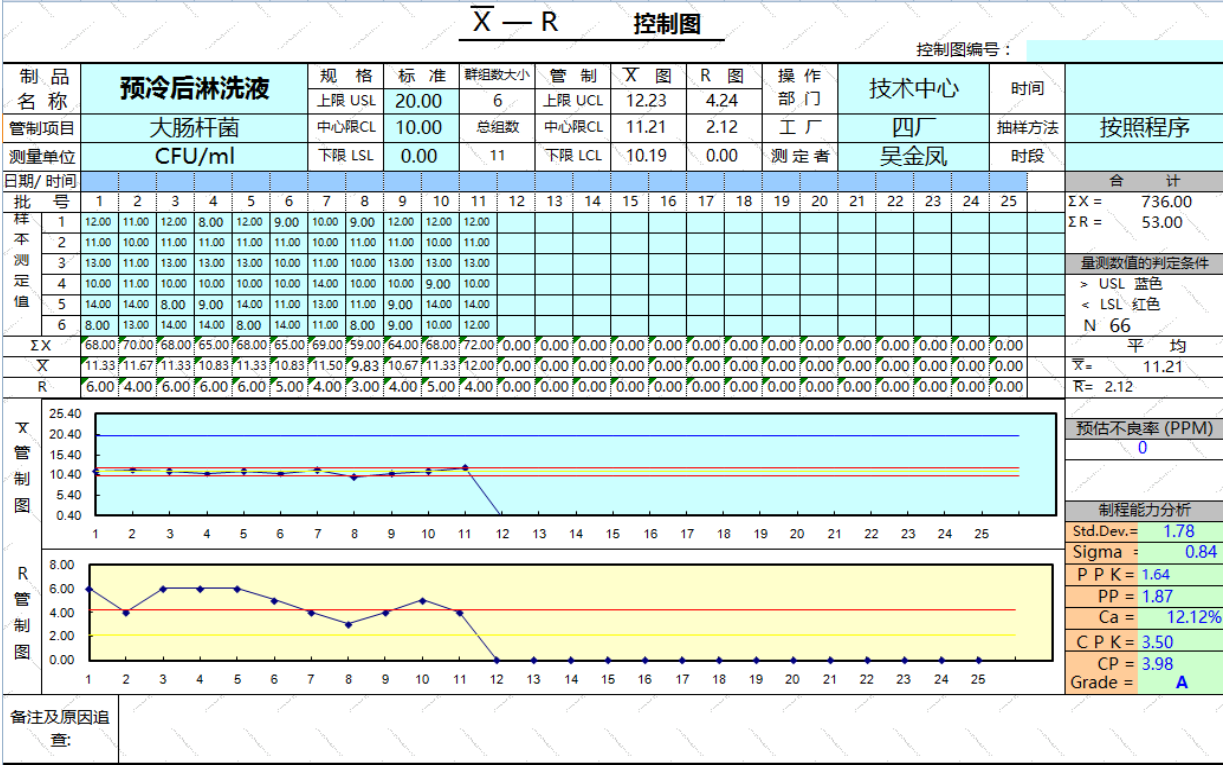 X — R 控制图
控制图编号：
制 品 名 称 预冷后淋洗液 规 格 标 准 群组数大小 管 制 X 图 R 图 操 作 部 门 技术中心 时间
上限 USL 20.00 6 上限 UCL 12.23 4.24
管制项目 大肠杆菌 中心限CL 10.00 总组数 中心限CL 11.21 2.12 工 厂 四厂 抽样方法 按照程序
测量单位 CFU/ml 下限 LSL 0.00 11 下限 LCL 10.19 0.00 测 定 者 吴金凤 时段
日期/ 时间 合 计
批 号 1 2 3 4 5 6 7 8 9 10 11 12 13 14 15 16 17 18 19 20 21 22 23 24 25 ΣX = 736.00
样本测定值 1 12.00 11.00 12.00 8.00 12.00 9.00 10.00 9.00 12.00 12.00 12.00 ΣR = 53.00
2 11.00 10.00 11.00 11.00 11.00 11.00 10.00 10.00 11.00 10.00 11.00
3 13.00 11.00 13.00 13.00 13.00 10.00 11.00 10.00 13.00 13.00 13.00 量测数值的判定条件
4 10.00 11.00 10.00 10.00 10.00 10.00 14.00 10.00 10.00 9.00 10.00 > USL 蓝色
5 14.00 14.00 8.00 9.00 14.00 11.00 13.00 11.00 9.00 14.00 14.00 < LSL 红色
6 8.00 13.00 14.00 14.00 8.00 14.00 11.00 8.00 9.00 10.00 12.00 N 66
ΣX 68.00 70.00 68.00 65.00 68.00 65.00 69.00 59.00 64.00 68.00 72.00 0.00 0.00 0.00 0.00 0.00 0.00 0.00 0.00 0.00 0.00 0.00 0.00 0.00 0.00 平 均
X 11.33 11.67 11.33 10.83 11.33 10.83 11.50 9.83 10.67 11.33 12.00 0.00 0.00 0.00 0.00 0.00 0.00 0.00 0.00 0.00 0.00 0.00 0.00 0.00 0.00 X= 11.21
R 6.00 4.00 6.00 6.00 6.00 5.00 4.00 3.00 4.00 5.00 4.00 0.00 0.00 0.00 0.00 0.00 0.00 0.00 0.00 0.00 0.00 0.00 0.00 0.00 0.00 R= 2.12
X 管 制 图
25.40
20.40
15.40
10.40
5.40
0.40
1 2 3 4 5 6 7 8 9 10 11 12 13 14 15 16 17 18 19 20 21 22 23 24 25
预估不良率 (PPM)
0
R 管 制 图
8.00
6.00
4.00
2.00
0.00
1 2 3 4 5 6 7 8 9 10 11 12 13 14 15 16 17 18 19 20 21 22 23 24 25
制程能力分析
Std.Dev.= 1.78
Sigma = 0.84
P P K = 1.64
PP = 1.87
Ca = 12.12%
C P K = 3.50
CP = 3.98
Grade = A
备注及原因追查: